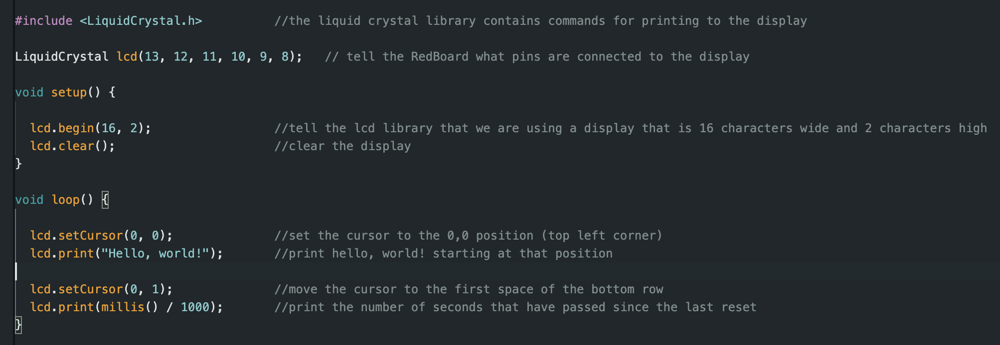 #include <LiquidCrystal.h>          //the liquid crystal library contains commands for printing to the display
LiquidCrystal lcd(13, 12, 11, 10, 9, 8);   // tell the RedBoard what pins are connected to the display
void setup() {
  lcd.begin(16, 2);                 //tell the lcd library that we are using a display that is 16 characters wide and 2 characters high
  lcd.clear();                      //clear the display
}
void loop() {
  lcd.setCursor(0, 0);              //set the cursor to the 0,0 position (top left corner)
  lcd.print("Hello, world!");       //print hello, world! starting at that position
  lcd.setCursor(0, 1);              //move the cursor to the first space of the bottom row
  lcd.print(millis() / 1000);       //print the number of seconds that have passed since the last reset
}